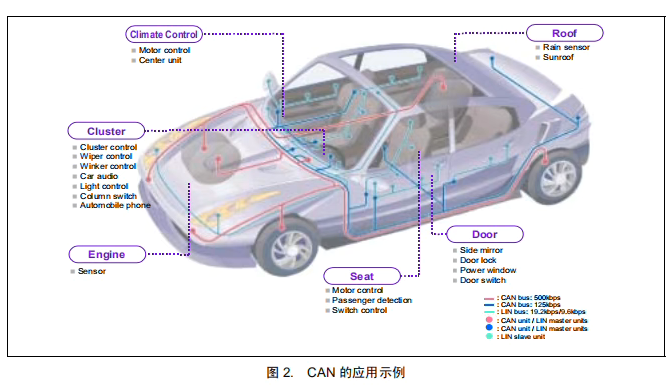 Climate Control
Motor control
Center unit
Roof
Rain sensor
Sunroof
Cluster
Cluster control
Wiper control
Winker control
Car audio
Light control
Column switch
Automobile phone
Engine
Sensor
Seat
Motor control
Passenger detection
Switch control
Door
Side mirror
Door lock
Power window
Door switch
: CAN bus: 500kbps
: CAN bus: 125kbps
: LIN bus: 19.2kbps/9.6kbps
: CAN unit / LIN master units
: CAN unit / LIN master units
: LIN slave unit
图 2. CAN 的应用示例